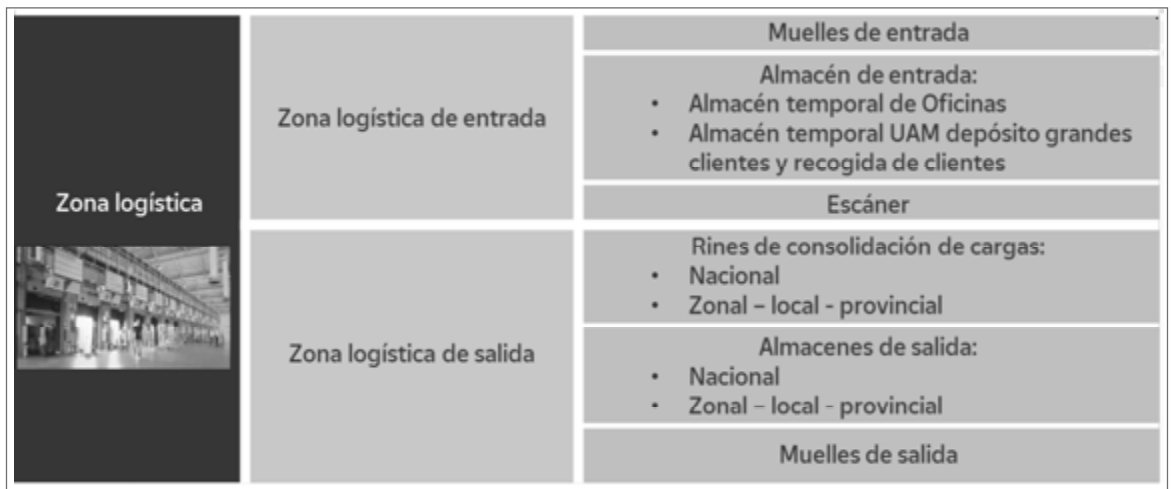 Zona logística
Zona logística de entrada
Muelles de entrada
Almacén de entrada:
• Almacén temporal de Oficinas
• Almacén temporal UAM depósito grandes
clientes y recogida de clientes
Escáner
Zona logística de salida
Rines de consolidación de cargas:
• Nacional
• Zonal – local - provincial
Almacenes de salida:
• Nacional
- Zonal – local - provincial
Muelles de salida